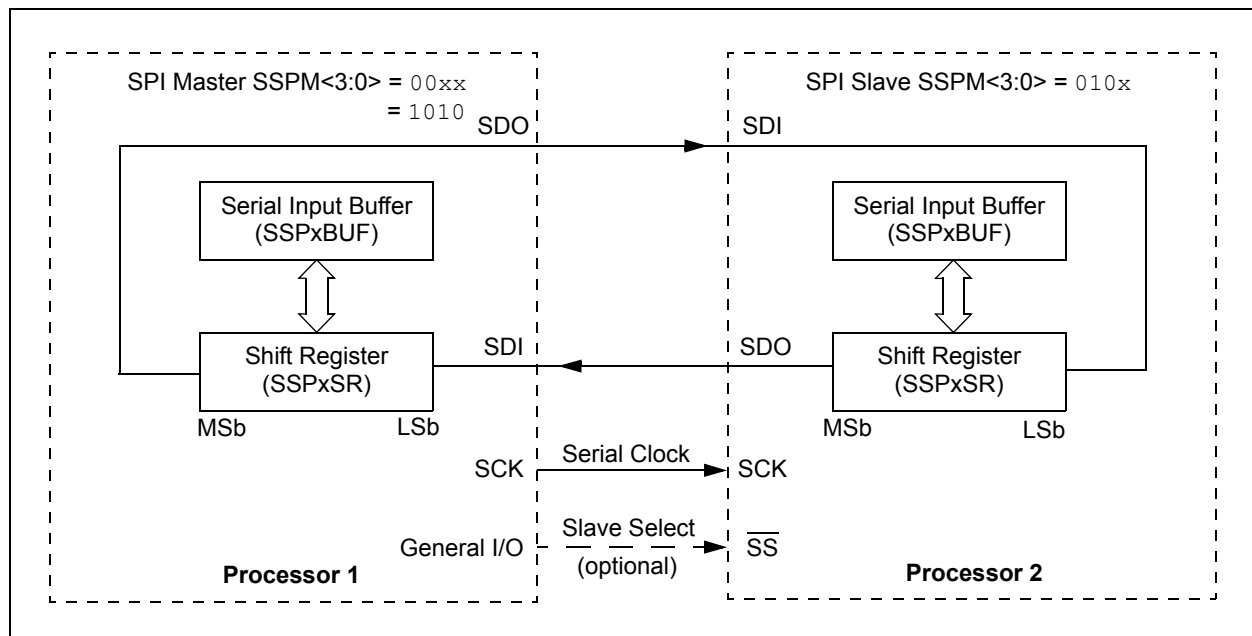 SPI Master SSPM<3:0> = 00xx
= 1010
SDO
Serial Input Buffer
(SSPxBUF)
Shift Register
(SSPxSR)
MSb
LSb
SDI
SCK
General I/O
Processor 1
Serial Clock
Slave Select
(optional)
SPI Slave SSPM<3:0> = 010x
SDI
Serial Input Buffer
(SSPxBUF)
SDO
Shift Register
(SSPxSR)
MSb
LSb
SCK
S̅S̅
Processor 2